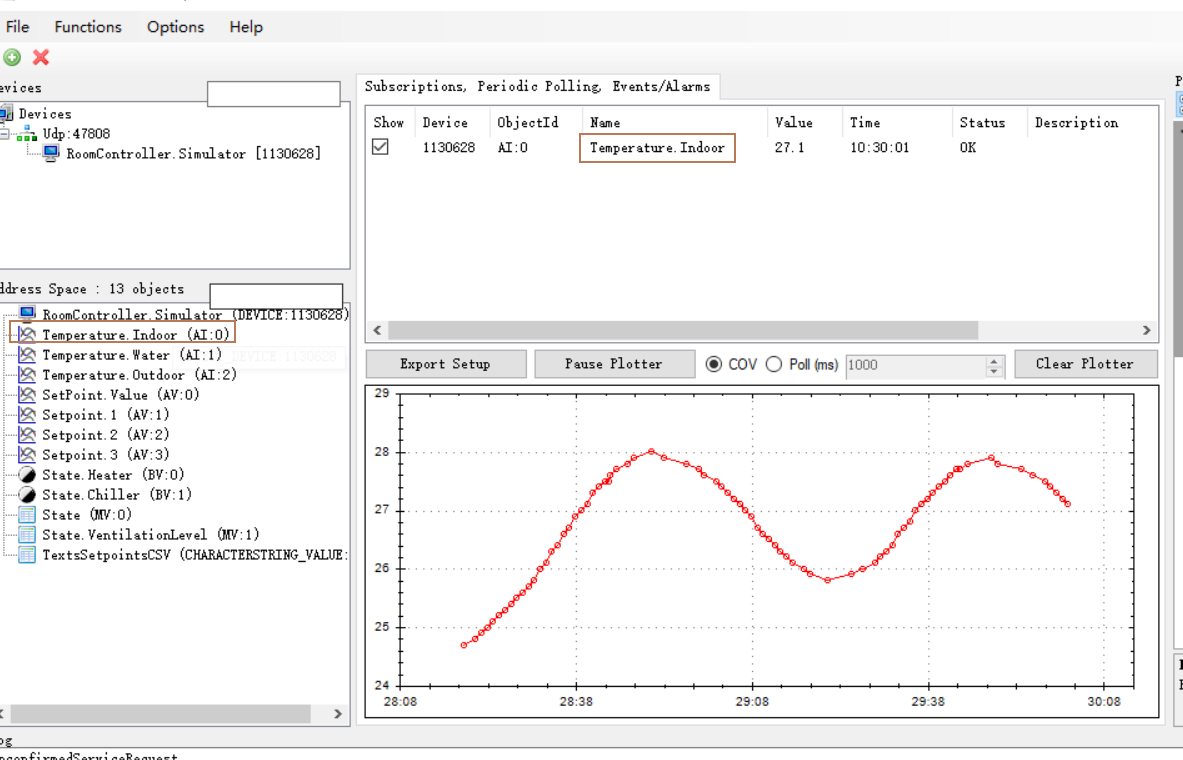 File Functions Options Help
evices
Subscriptions, Periodic Polling, Events/Alarms
Devices
Udp:47808
RoomController.Simulator [1130628]
Show Device ObjectId Name Value Time Status Description
1130628 AI:0 Temperature.Indoor 27.1 10:30:01 OK
ddress Space : 13 objects
RoomController.Simulator (DEVICE:1130628)
Temperature.Indoor (AI:0)
Temperature.Water (AI:1)
Temperature.Outdoor (AI:2)
SetPoint.Value (AV:0)
Setpoint.1 (AV:1)
Setpoint.2 (AV:2)
Setpoint.3 (AV:3)
State.Heater (BV:0)
State.Chiller (BV:1)
State (MV:0)
State.VentilationLevel (MV:1)
TextsSetpointsCSV (CHARACTERSTRING_VALUE:
Export Setup Pause Plotter COV Poll (ms) 1000 Clear Plotter
29
28
27
26
25
24
28:08 28:38 29:08 29:38 30:08
og
nconfirmedServiceRequest